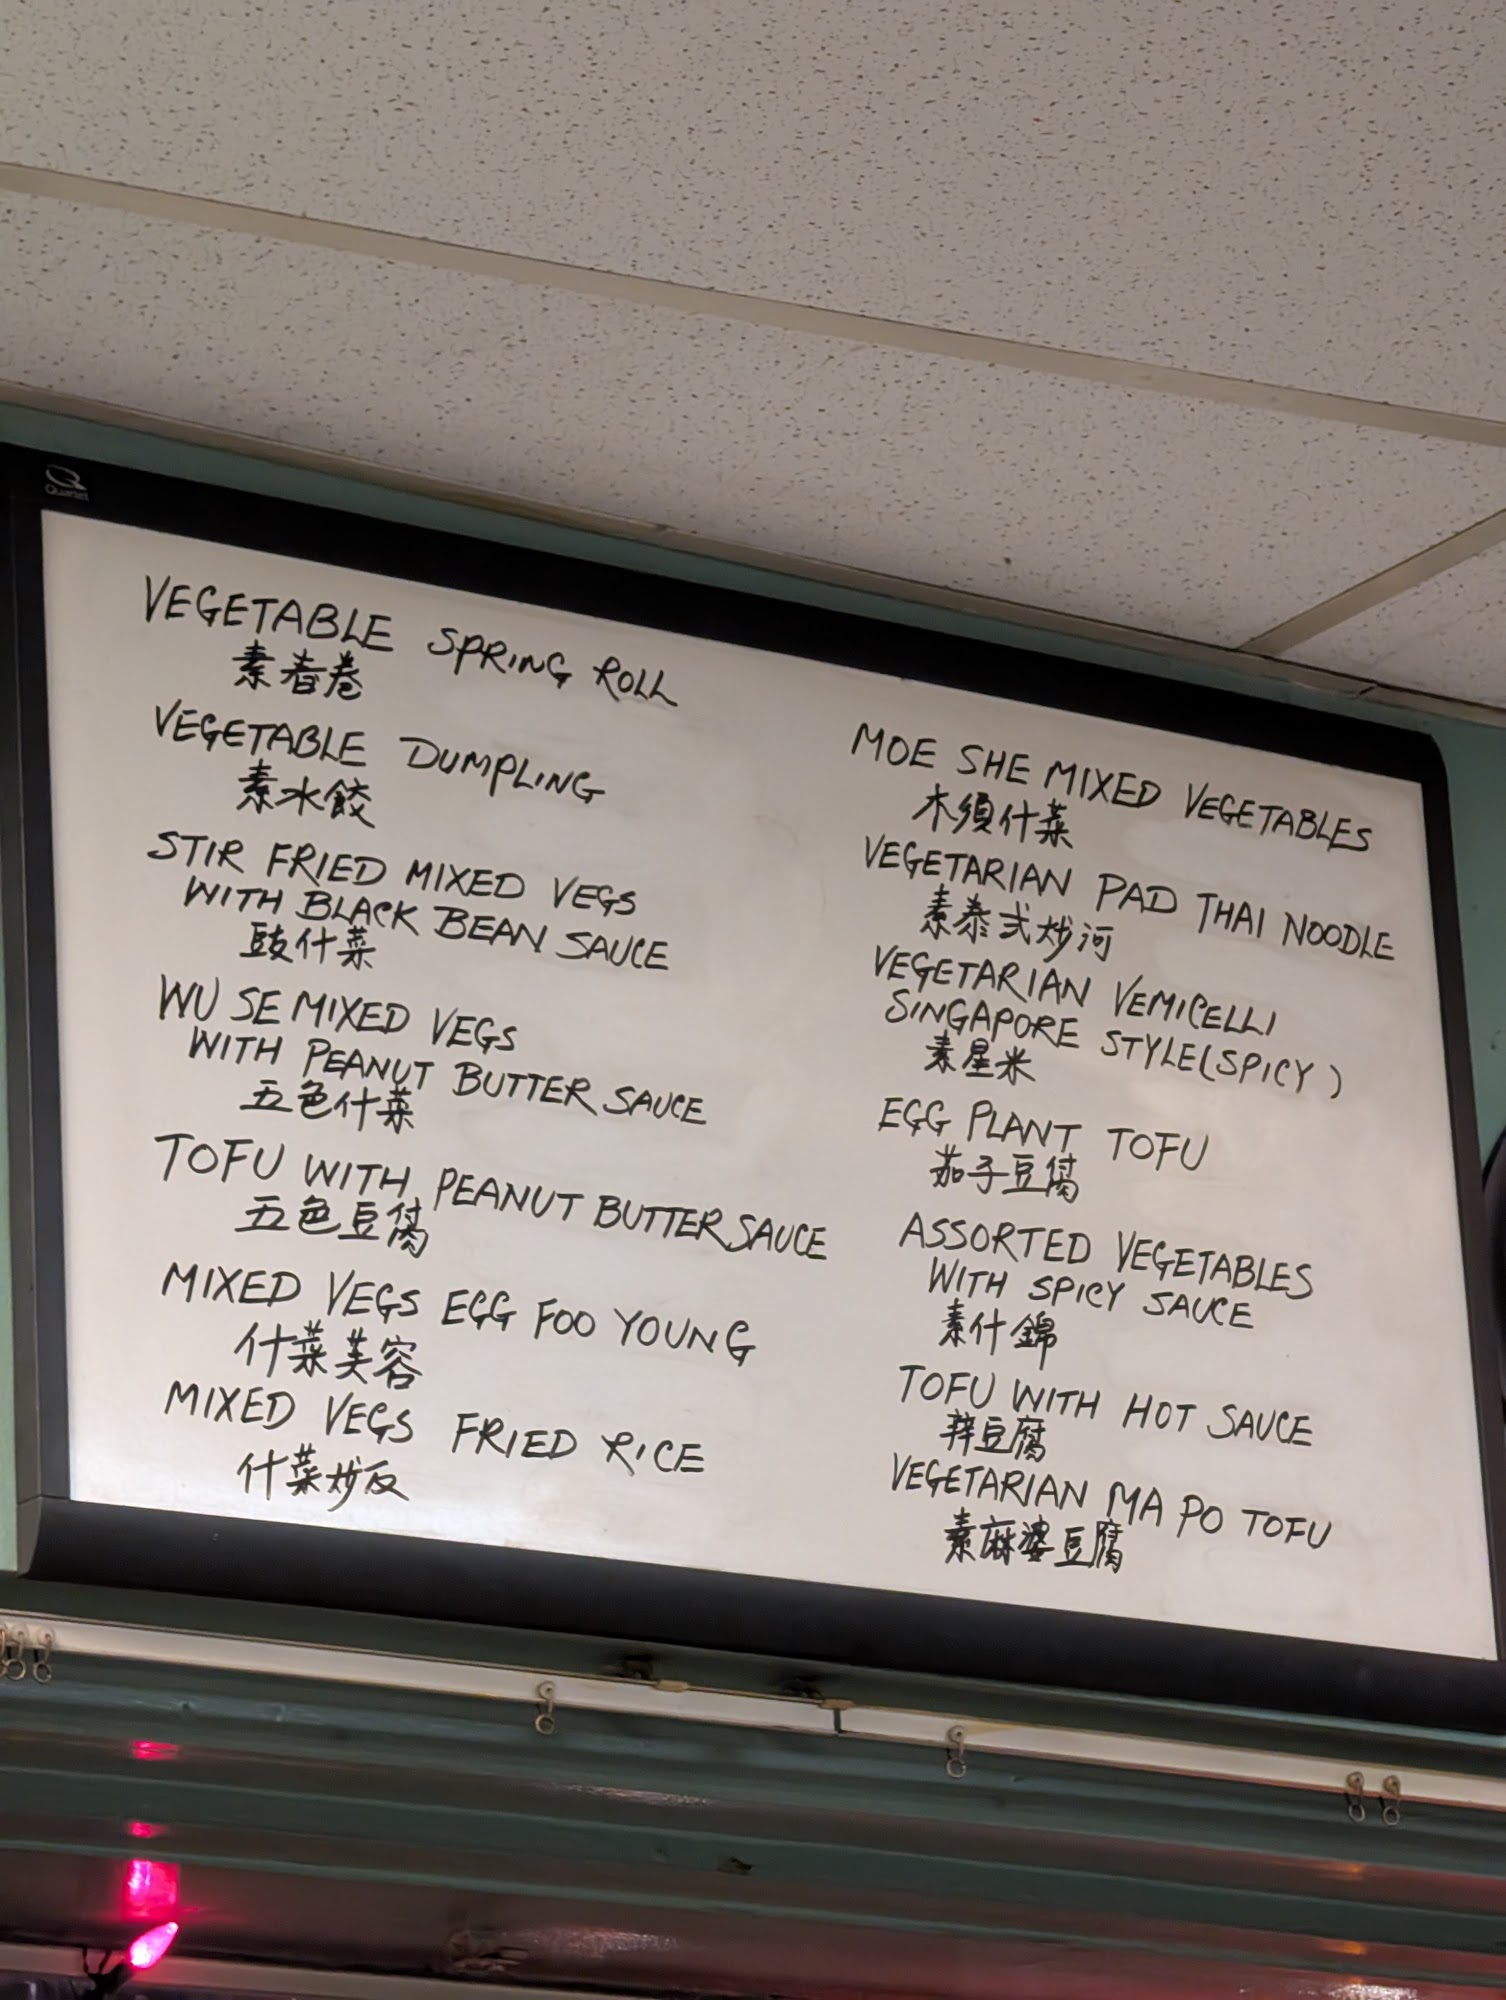 Quartet
VEGETABLE SPRING ROLL
素春卷
VEGETABLE DUMPLING
素水餃
STIR FRIED MIXED VEGS
WITH BLACK BEAN SAUCE
豉什菜
WU SE MIXED VEGS
WITH PEANUT BUTTER SAUCE
五色什菜
TOFU WITH PEANUT BUTTER SAUCE
五色豆腐
MIXED VEGS EGG FOO YOUNG
什菜芙容
MIXED VEGS FRIED RICE
什菜炒反
MOE SHE MIXED VEGETABLES
木須什菜
VEGETARIAN PAD THAI NOODLE
素泰式炒河
VEGETARIAN VEMICELLI
SINGAPORE STYLE(SPICY)
素星米
EGG PLANT TOFU
茄子豆腐
ASSORTED VEGETABLES
WITH SPICY SAUCE
素什錦
TOFU WITH HOT SAUCE
辣豆腐
VEGETARIAN MA PO TOFU
素麻婆豆腐